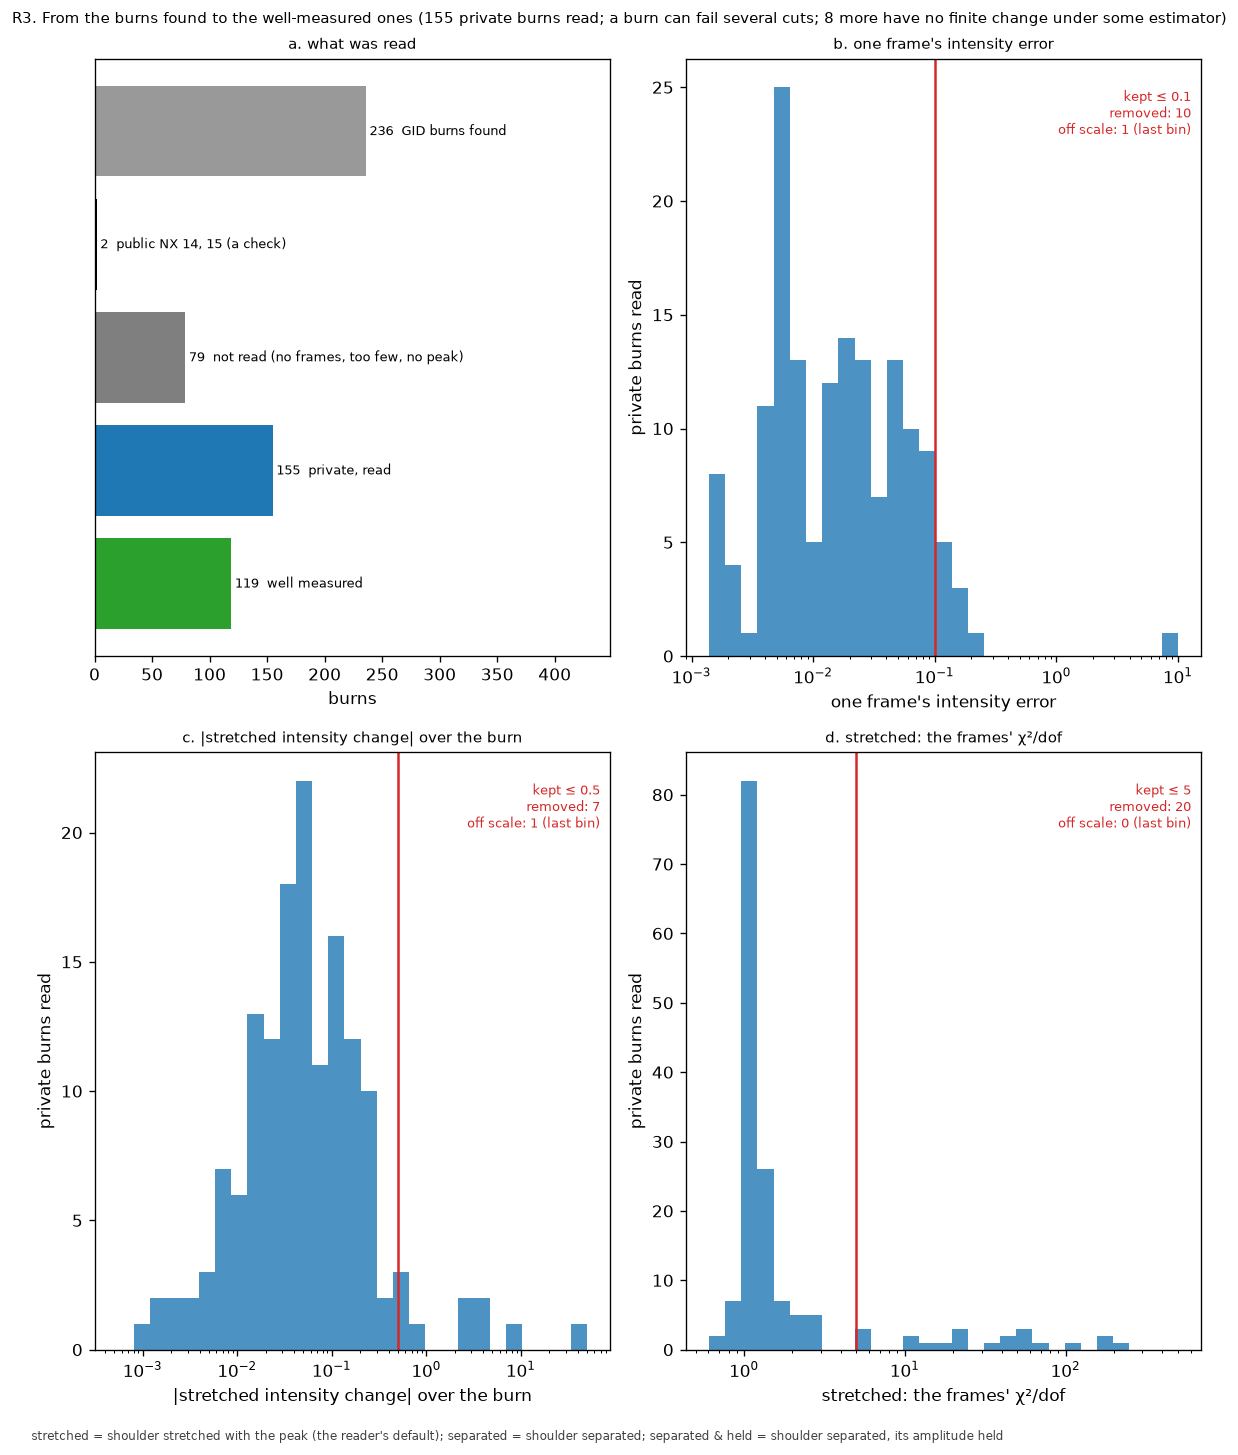 R3. From the burns found to the well-measured ones (155 private burns read; a burn can fail several cuts; 8 more have no finite change under some estimator)
a. what was read
236  GID burns found
2  public NX 14, 15 (a check)
79  not read (no frames, too few, no peak)
155  private, read
119  well measured
0 50 100 150 200 250 300 350 400
burns
b. one frame's intensity error
kept ≤ 0.1
removed: 10
off scale: 1 (last bin)
private burns read
25
20
15
10
5
0
10⁻³ 10⁻² 10⁻¹ 10⁰ 10¹
one frame's intensity error
c. |stretched intensity change| over the burn
kept ≤ 0.5
removed: 7
off scale: 1 (last bin)
private burns read
20
15
10
5
0
10⁻³ 10⁻² 10⁻¹ 10⁰ 10¹
|stretched intensity change| over the burn
d. stretched: the frames' χ²/dof
kept ≤ 5
removed: 20
off scale: 0 (last bin)
private burns read
80
70
60
50
40
30
20
10
0
10⁰ 10¹ 10²
stretched: the frames' χ²/dof
stretched = shoulder stretched with the peak (the reader's default); separated = shoulder separated; separated & held = shoulder separated, its amplitude held